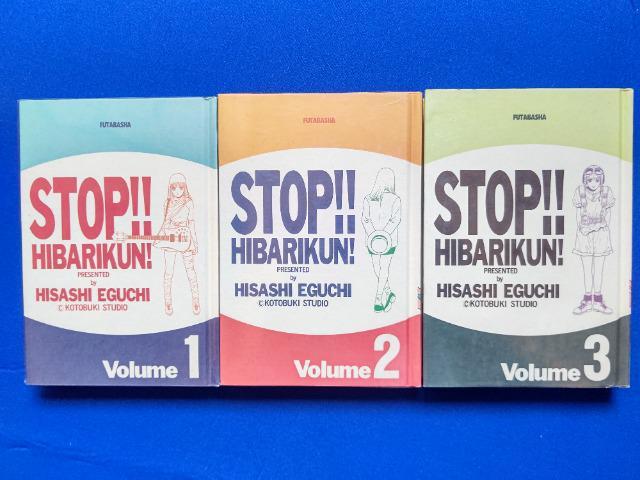 FUTABASHA
STOP!!
HIBARIKUN!
PRESENTED
by
HISASHI EGUCHI
© KOTOBUKI STUDIO
Volume 1
FUTABASHA
STOP!!
HIBARIKUN!
PRESENTED
by
HISASHI EGUCHI
© KOTOBUKI STUDIO
Volume 2
FUTABASHA
STOP!!
HIBARIKUN!
PRESENTED
by
HISASHI EGUCHI
© KOTOBUKI STUDIO
Volume 3